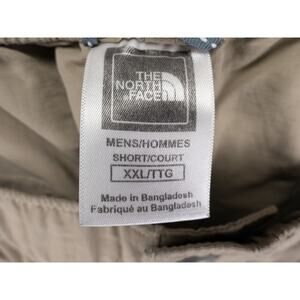 THE
NORTH
FACE
MENS/HOMMES
SHORT/COURT
XXL/TTG
Made in Bangladesh
Fabriqué au Bangladesh